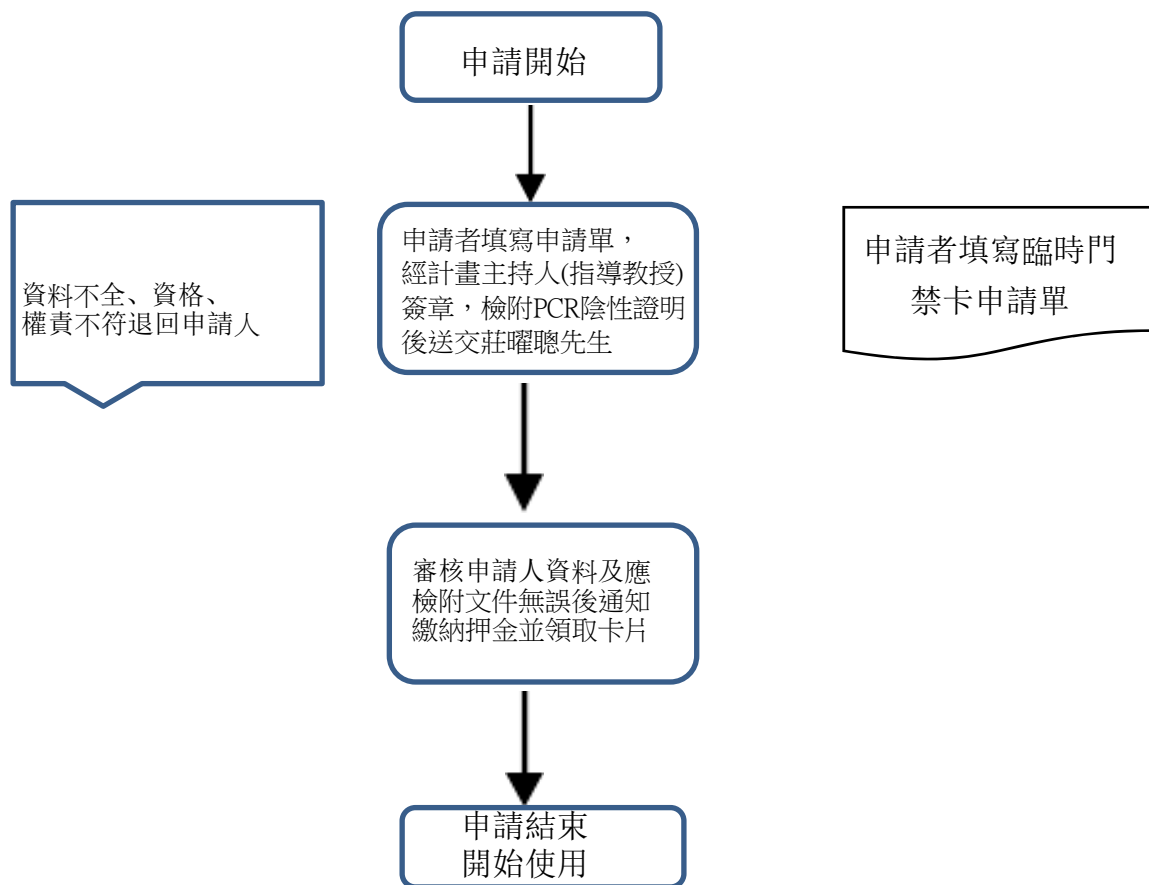 申請開始
資料不全、資格、
權責不符退回申請人
申請者填寫申請單，
經計畫主持人(指導教授)
簽章，檢附PCR陰性證明
後送交莊曜聰先生
申請者填寫臨時門
禁卡申請單
審核申請人資料及應
檢附文件無誤後通知
繳納押金並領取卡片
申請結束
開始使用